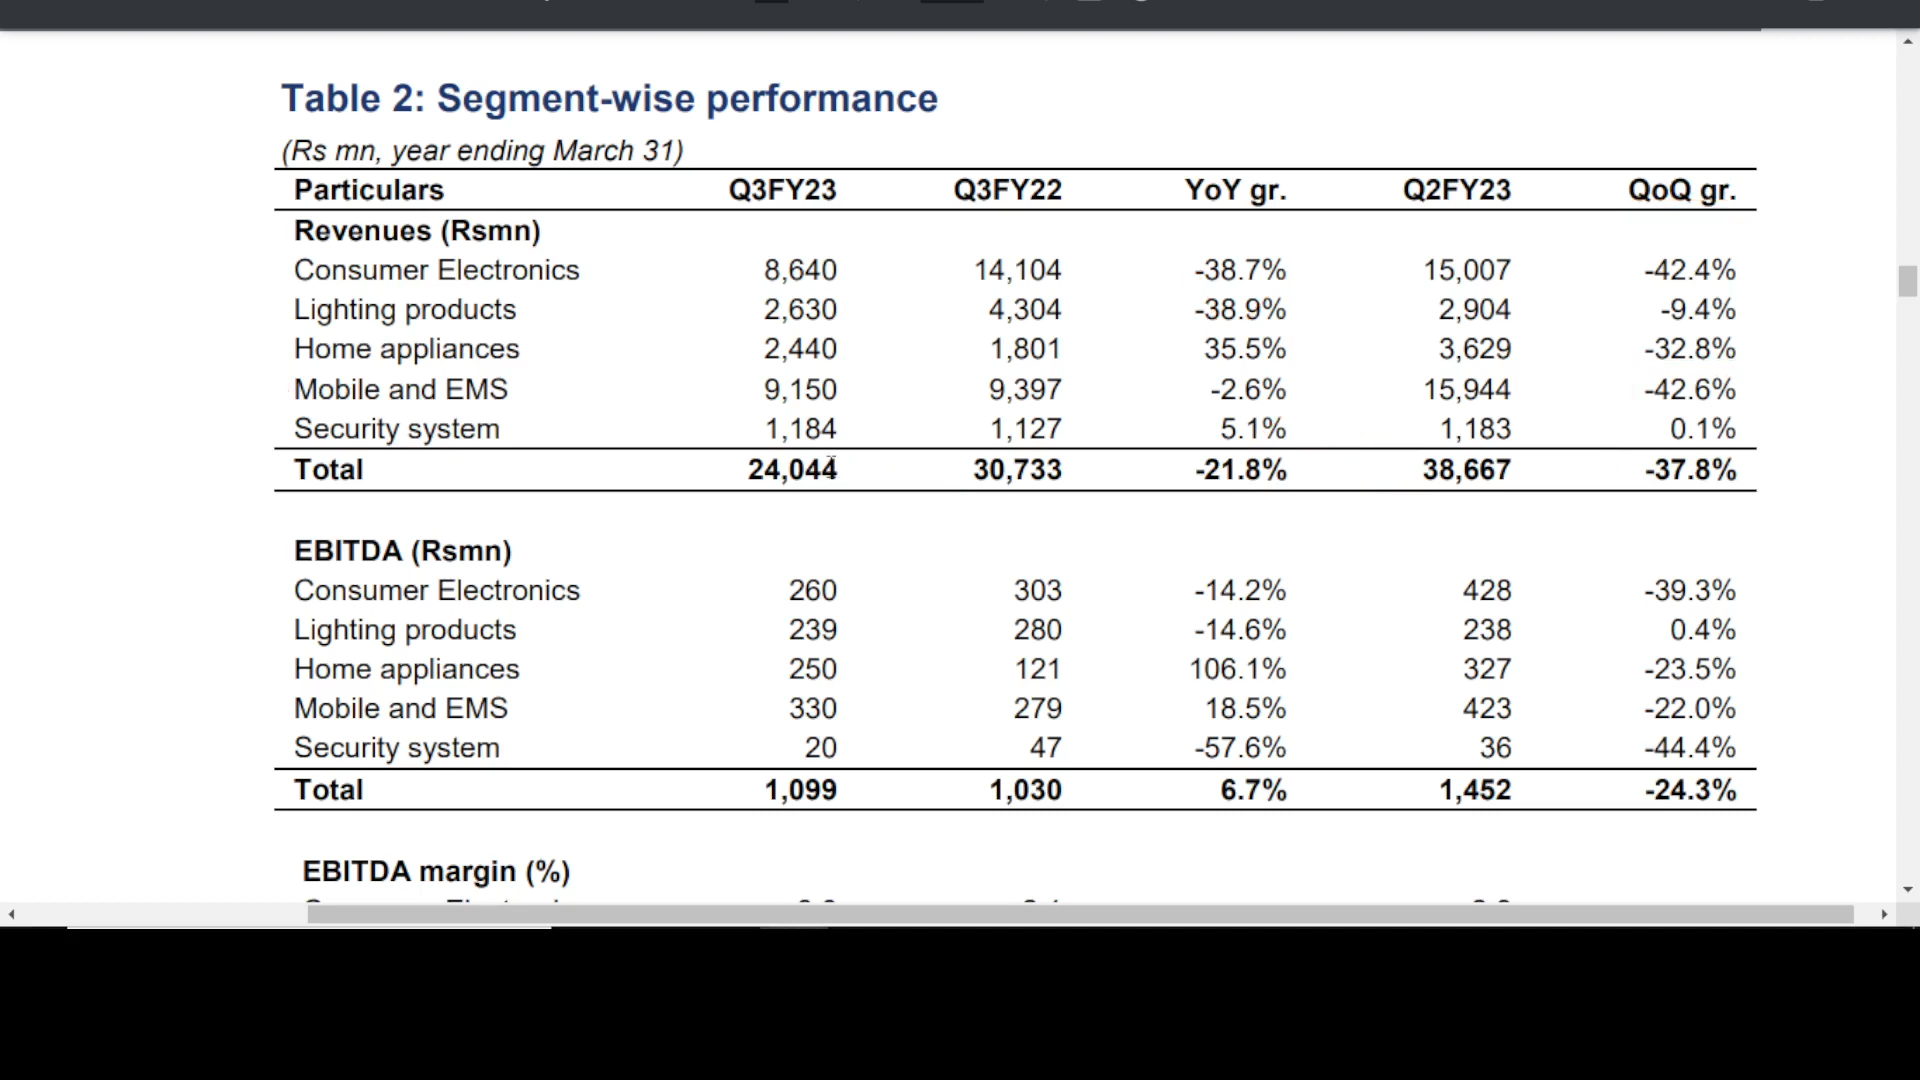 Table 2: Segment-wise performance
(Rs mn, year ending March 31)
Particulars Q3FY23 Q3FY22 YoY gr. Q2FY23 QoQ gr.
Revenues (Rsmn)
Consumer Electronics 8,640 14,104 -38.7% 15,007 -42.4%
Lighting products 2,630 4,304 -38.9% 2,904 -9.4%
Home appliances 2,440 1,801 35.5% 3,629 -32.8%
Mobile and EMS 9,150 9,397 -2.6% 15,944 -42.6%
Security system 1,184 1,127 5.1% 1,183 0.1%
Total 24,044 30,733 -21.8% 38,667 -37.8%
EBITDA (Rsmn)
Consumer Electronics 260 303 -14.2% 428 -39.3%
Lighting products 239 280 -14.6% 238 0.4%
Home appliances 250 121 106.1% 327 -23.5%
Mobile and EMS 330 279 18.5% 423 -22.0%
Security system 20 47 -57.6% 36 -44.4%
Total 1,099 1,030 6.7% 1,452 -24.3%
EBITDA margin (%)